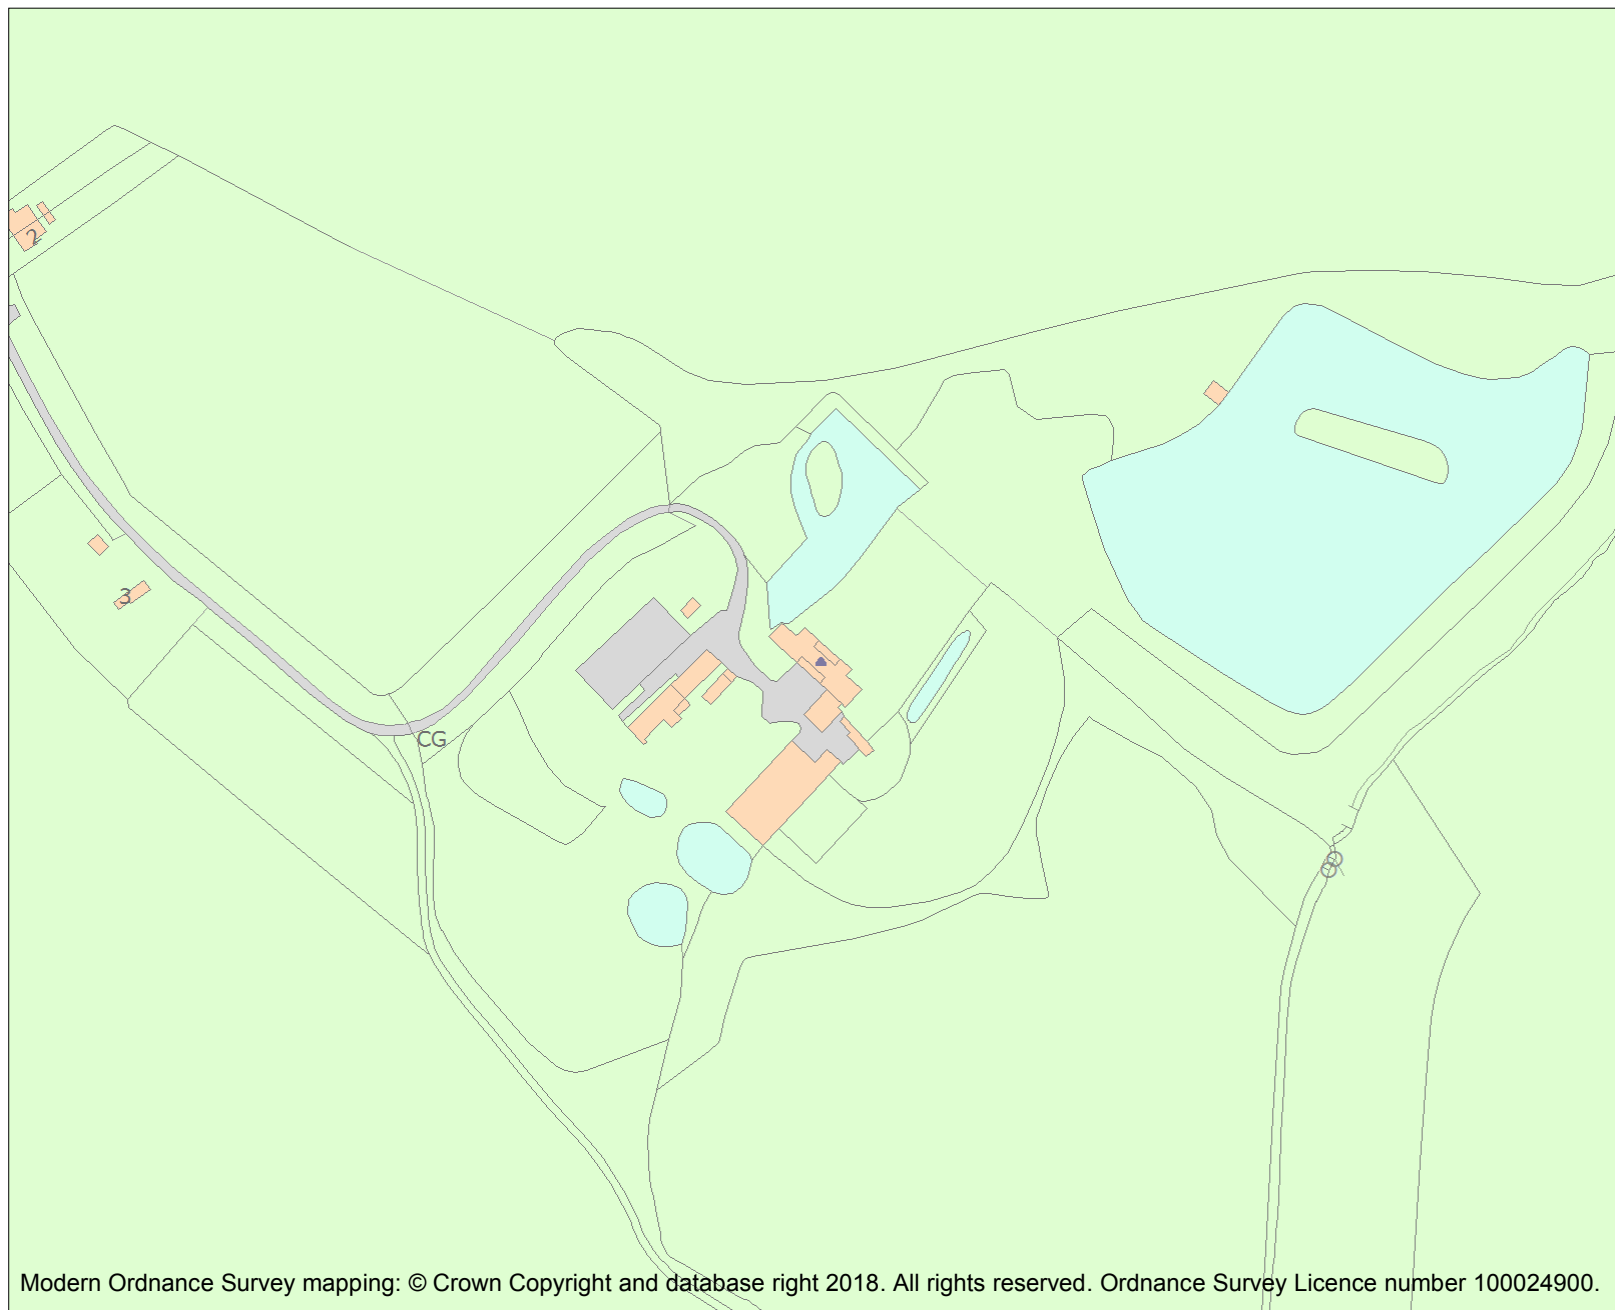 2
3
CG
Modern Ordnance Survey mapping: © Crown Copyright and database right 2018. All rights reserved. Ordnance Survey Licence number 100024900.